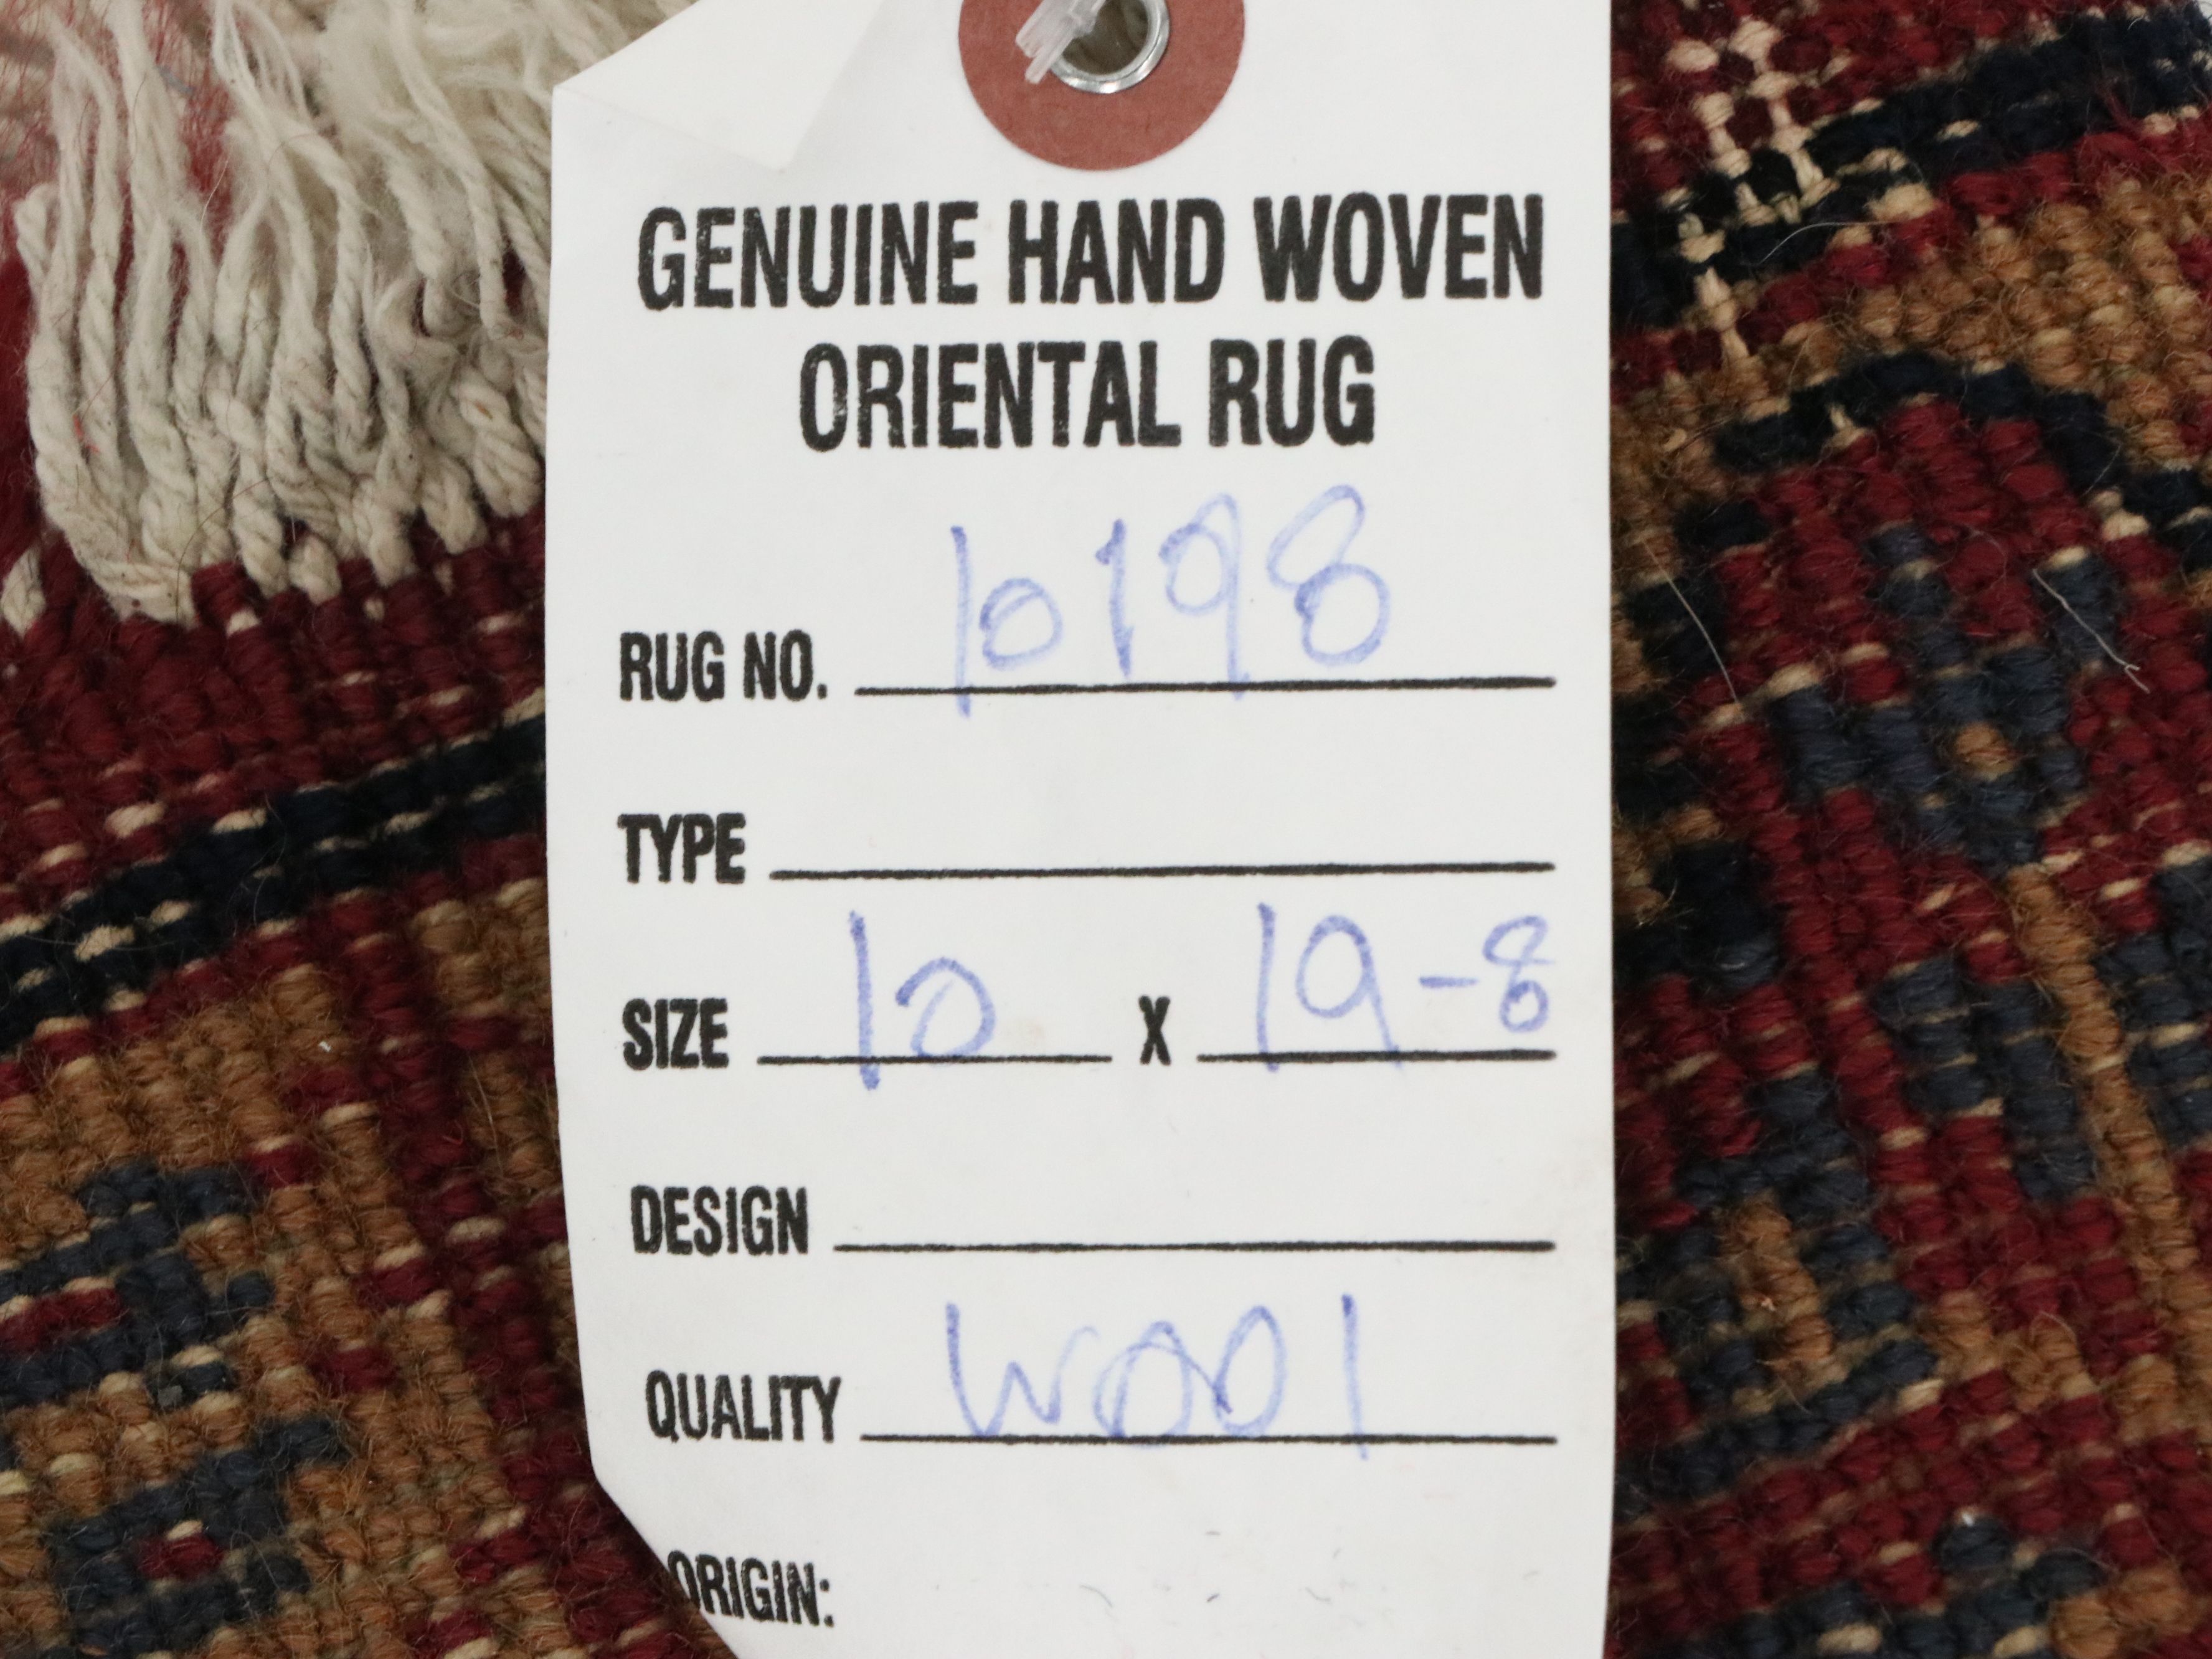 GENUINE HAND WOVEN
ORIENTAL RUG
RUG NO. 10198
TYPE
SIZE 10 X 19-8
DESIGN
QUALITY wool
ORIGIN: